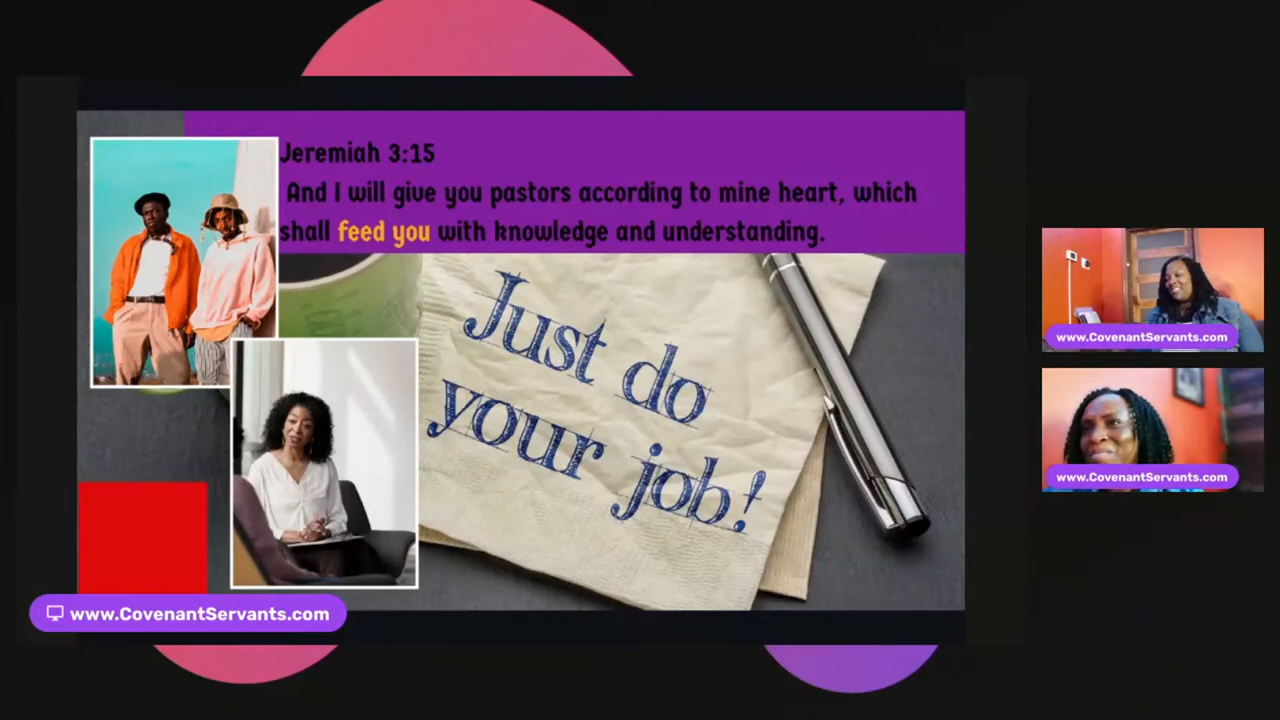 Jeremiah 3:15
And I will give you pastors according to mine heart, which
shall feed you with knowledge and understanding.
Just do
your job!
www.CovenantServants.com
www.CovenantServants.com
www.CovenantServants.com